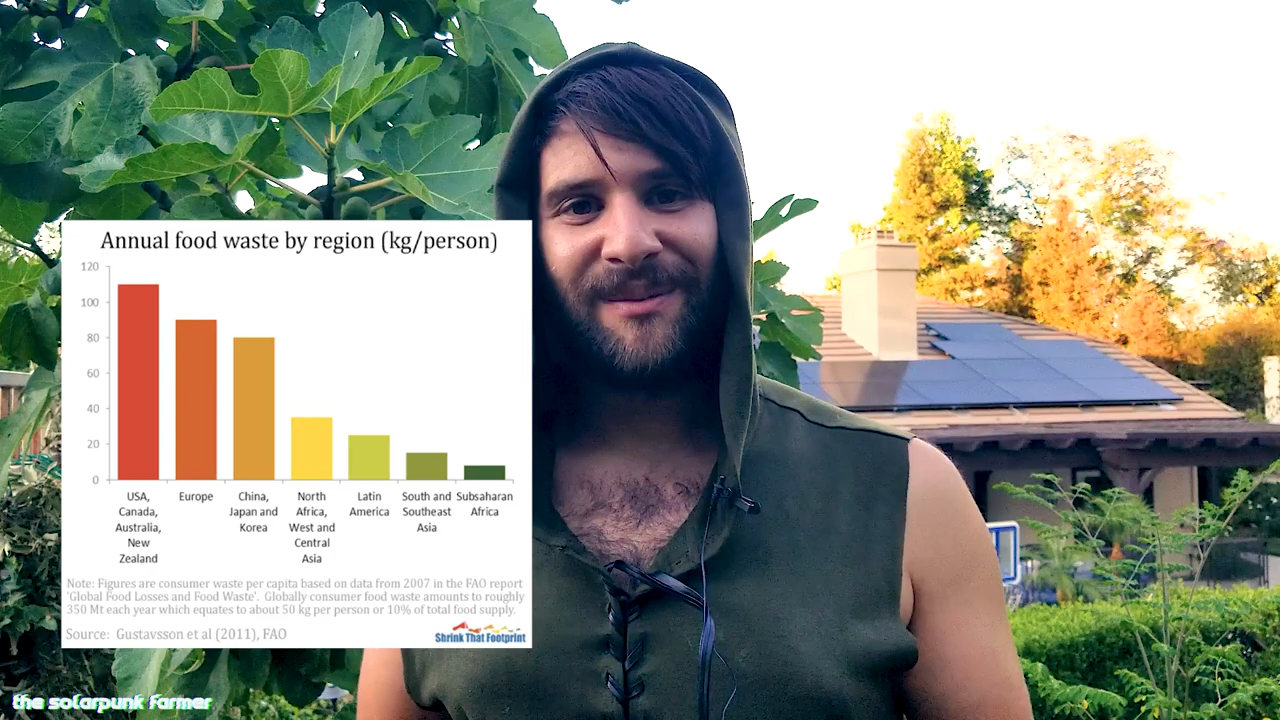 Annual food waste by region (kg/person)
120
100
80
60
40
20
0
USA,
Canada,
Australia,
New
Zealand
Europe
China,
Japan and
Korea
North
Africa,
West and
Central
Asia
Latin
America
South and
Southeast
Asia
Subsaharan
Africa
Note: Figures are consumer waste per capita based on data from 2007 in the FAO report
'Global Food Losses and Food Waste'. Globally consumer food waste amounts to roughly
350 Mt each year which equates to about 50 kg per person or 10% of total food supply.
Source: Gustavsson et al (2011), FAO
Shrink That Footprint
the solarpunk farmer